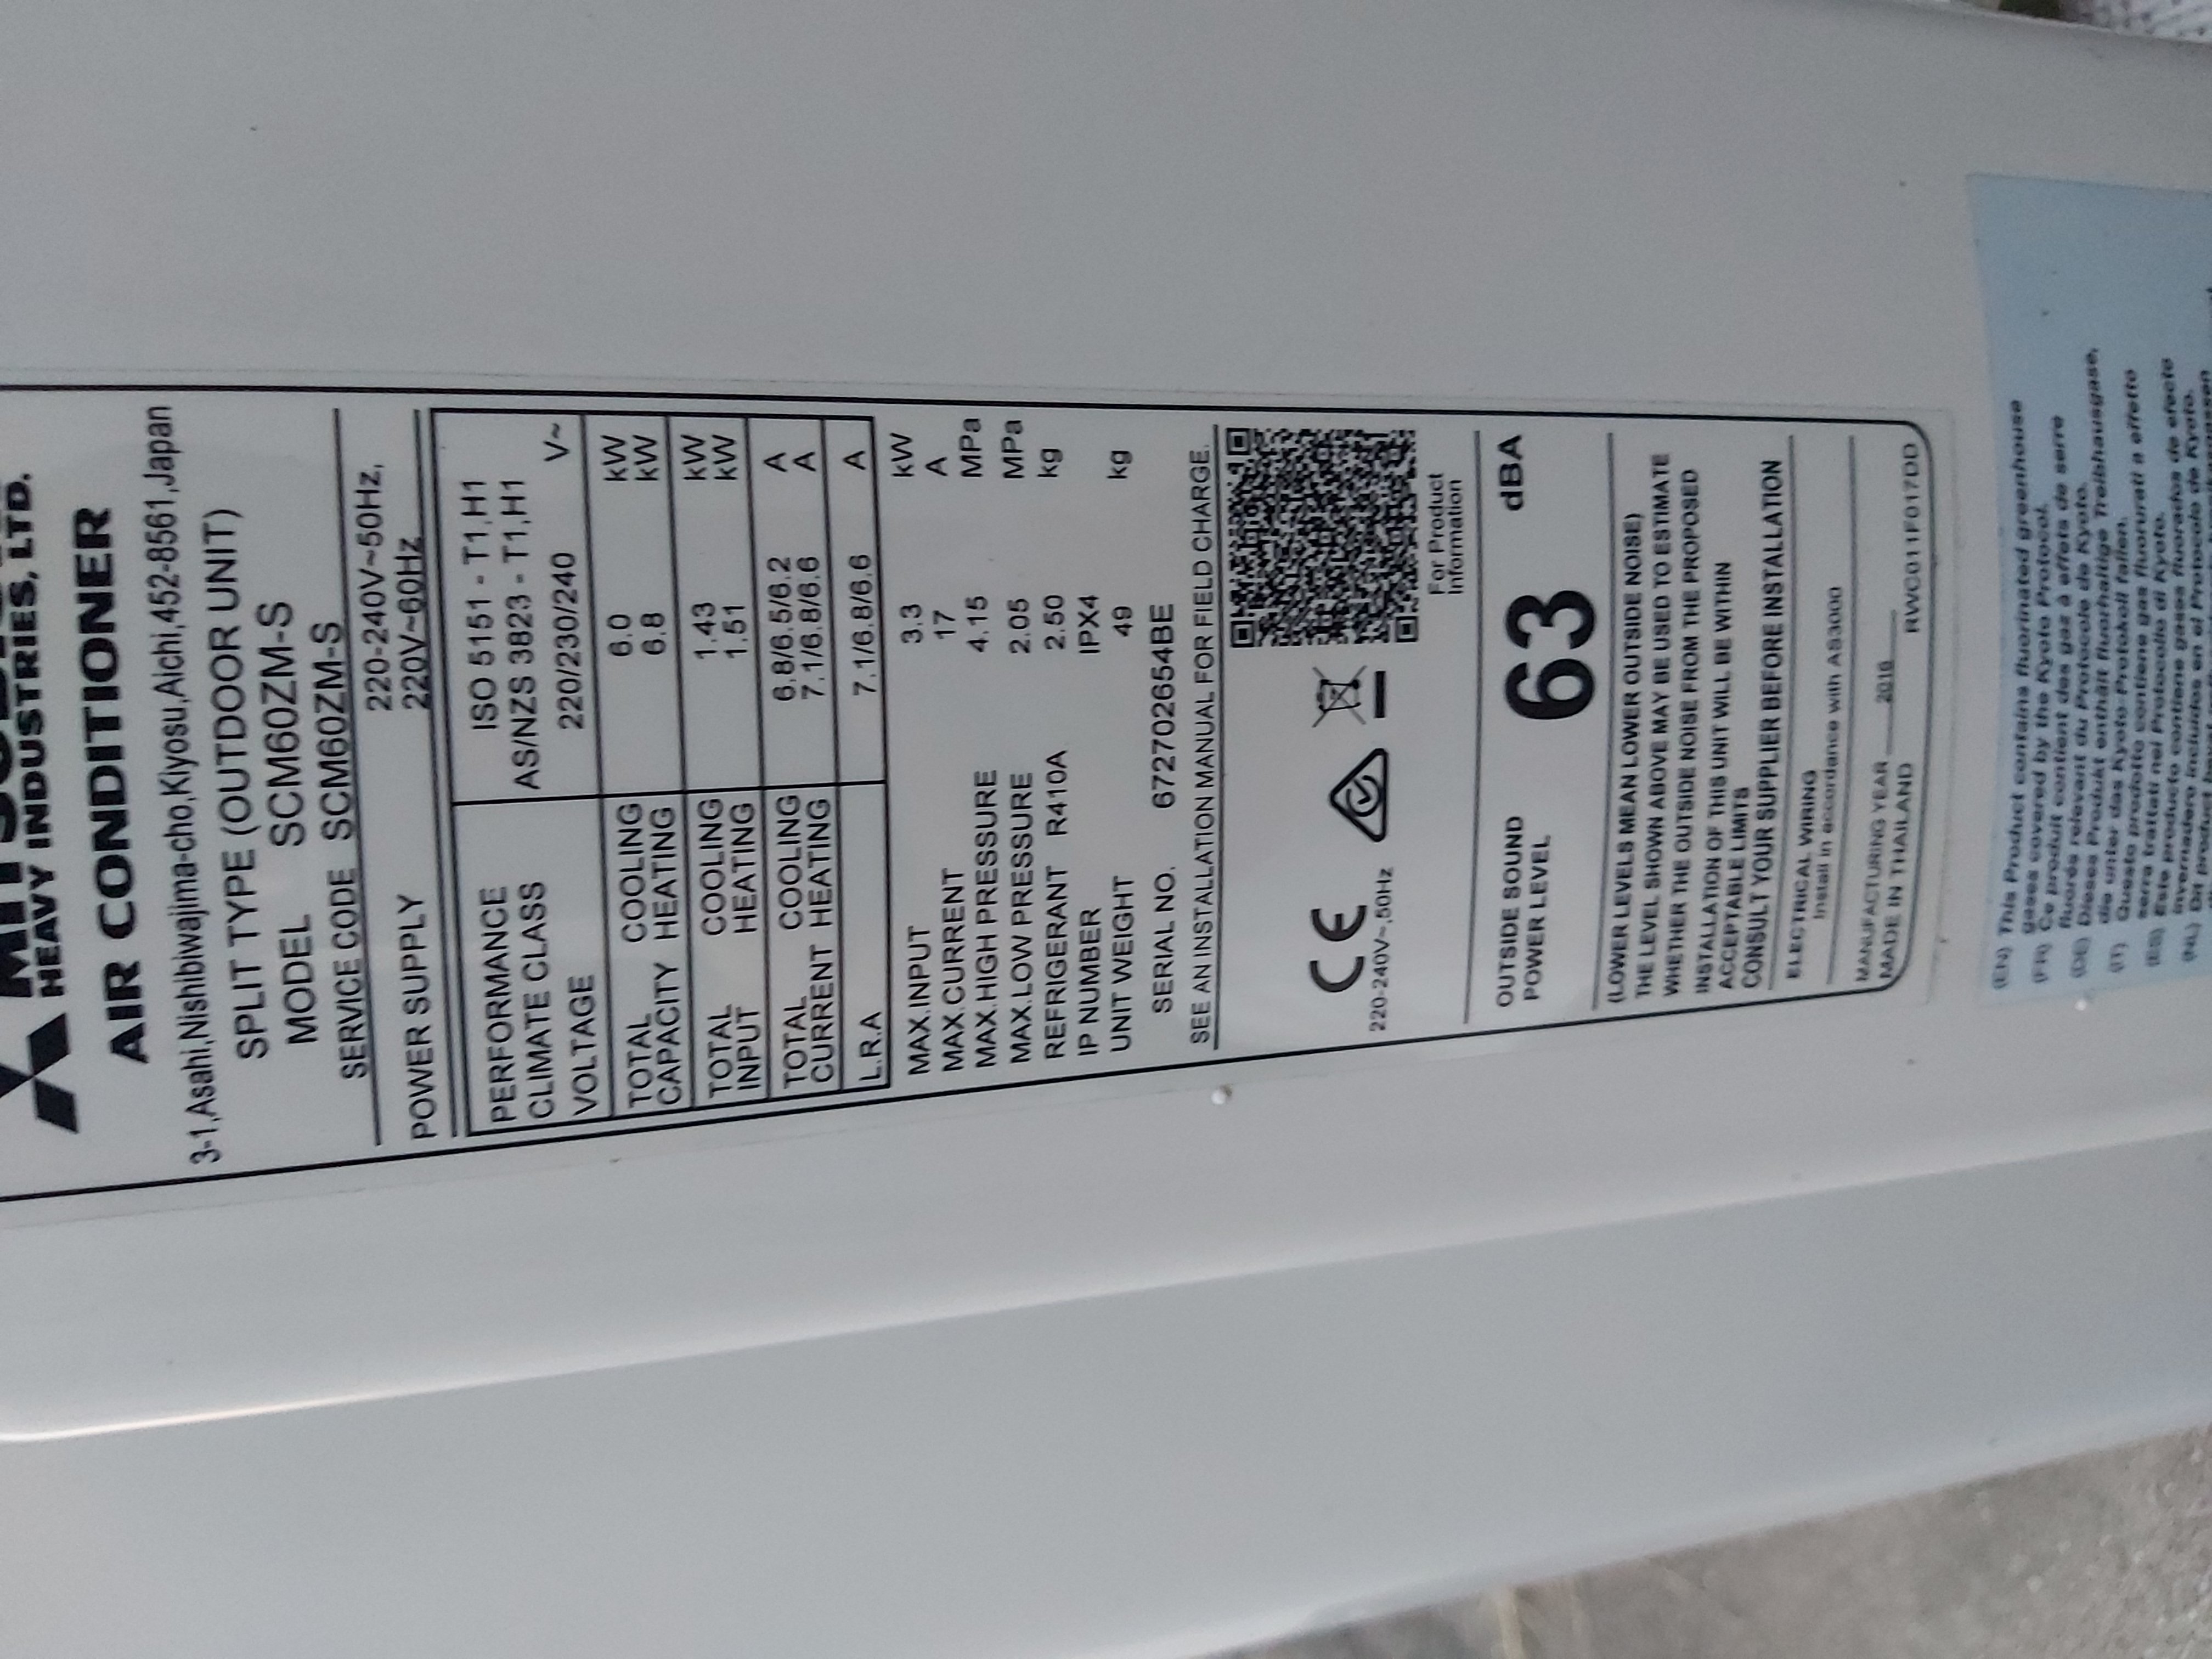 HEAVY INDUSTRIES, LTD.
AIR CONDITIONER
3-1,Asahi,Nishibiwajima-cho,Kiyosu,Aichi,452-8561,Japan
SPLIT TYPE (OUTDOOR UNIT)
MODEL SCM60ZM-S
SERVICE CODE SCM60ZM-S
POWER SUPPLY 220-240V~50Hz,
220V~60Hz
PERFORMANCE ISO 5151 - T1,H1
CLIMATE CLASS AS/NZS 3823 - T1,H1
VOLTAGE 220/230/240 V~
TOTAL COOLING 6.0 kW
CAPACITY HEATING 6.8 kW
TOTAL COOLING 1.43 kW
INPUT HEATING 1.51 kW
TOTAL COOLING 6.8/6.5/6.2 A
CURRENT HEATING 7.1/6.8/6.6 A
L.R.A 7.1/6.8/6.6 A
MAX.INPUT 3.3 kW
MAX.CURRENT 17 A
MAX.HIGH PRESSURE 4.15 MPa
MAX.LOW PRESSURE 2.05 MPa
REFRIGERANT R410A 2.50 kg
IP NUMBER IPX4
UNIT WEIGHT 49 kg
SERIAL NO. 672702654BE
SEE AN INSTALLATION MANUAL FOR FIELD CHARGE.
CE
220-240V~,50Hz
For Product
Information
OUTSIDE SOUND
POWER LEVEL 63 dBA
(LOWER LEVELS MEAN LOWER OUTSIDE NOISE)
THE LEVEL SHOWN ABOVE MAY BE USED TO ESTIMATE
WHETHER THE OUTSIDE NOISE FROM THE PROPOSED
INSTALLATION OF THIS UNIT WILL BE WITHIN
ACCEPTABLE LIMITS
CONSULT YOUR SUPPLIER BEFORE INSTALLATION
ELECTRICAL WIRING
Install in accordance with AS3000
MANUFACTURING YEAR 2016
MADE IN THAILAND RWC011F017DD
(EN) This Product contains fluorinated greenhouse
gases covered by the Kyoto Protocol.
(FR) Ce produit contient des gaz à effets de serre
fluorés relevant du Protocole de Kyoto.
(DE) Dieses Produkt enthält fluorhaltige Treibhausgase,
die unter das Kyoto-Protokoll fallen.
(IT) Questo prodotto contiene gas fluorurati a effetto
serra trattati nel Protocollo di Kyoto.
(ES) Este producto contiene gases fluorados de efecto
invernadero incluidos en el Protocolo de Kyoto.
(NL) Dit